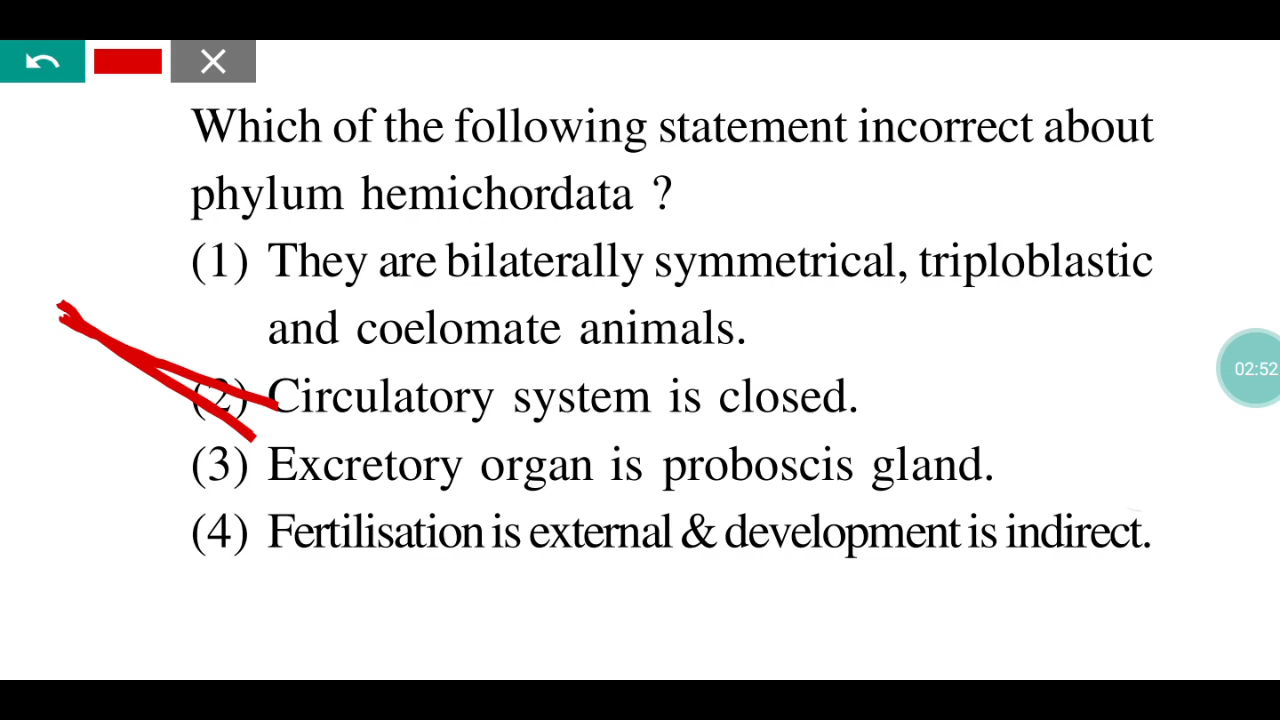 Which of the following statement incorrect about
phylum hemichordata ?
(1) They are bilaterally symmetrical, triploblastic
and coelomate animals.
(2) Circulatory system is closed.
(3) Excretory organ is proboscis gland.
(4) Fertilisation is external & development is indirect.
02:52